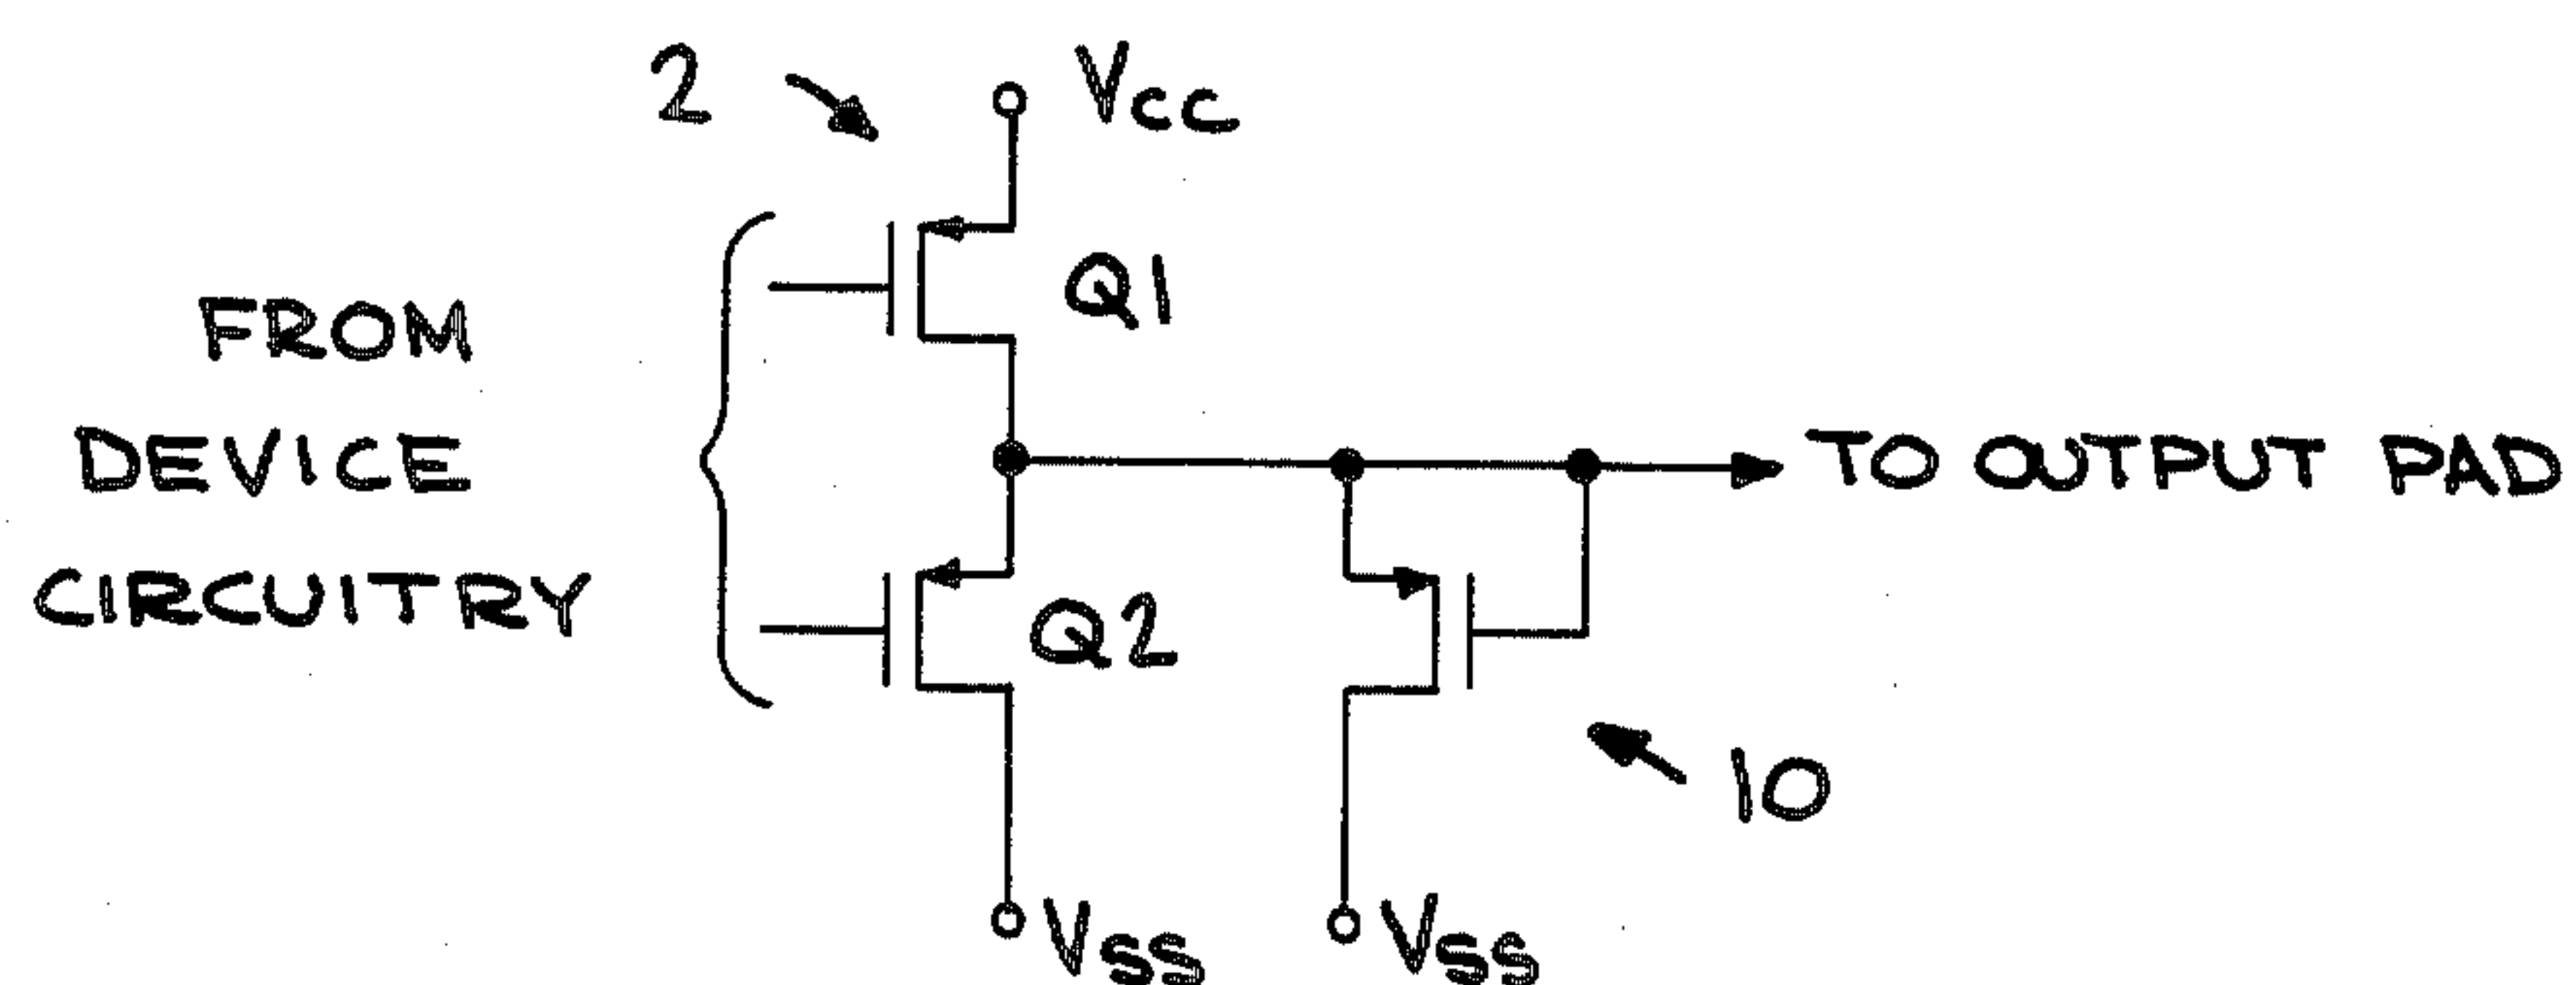 2
Vcc
Q1
FROM
DEVICE
CIRCUITRY
TO OUTPUT PAD
Q2
10
Vss
Vss